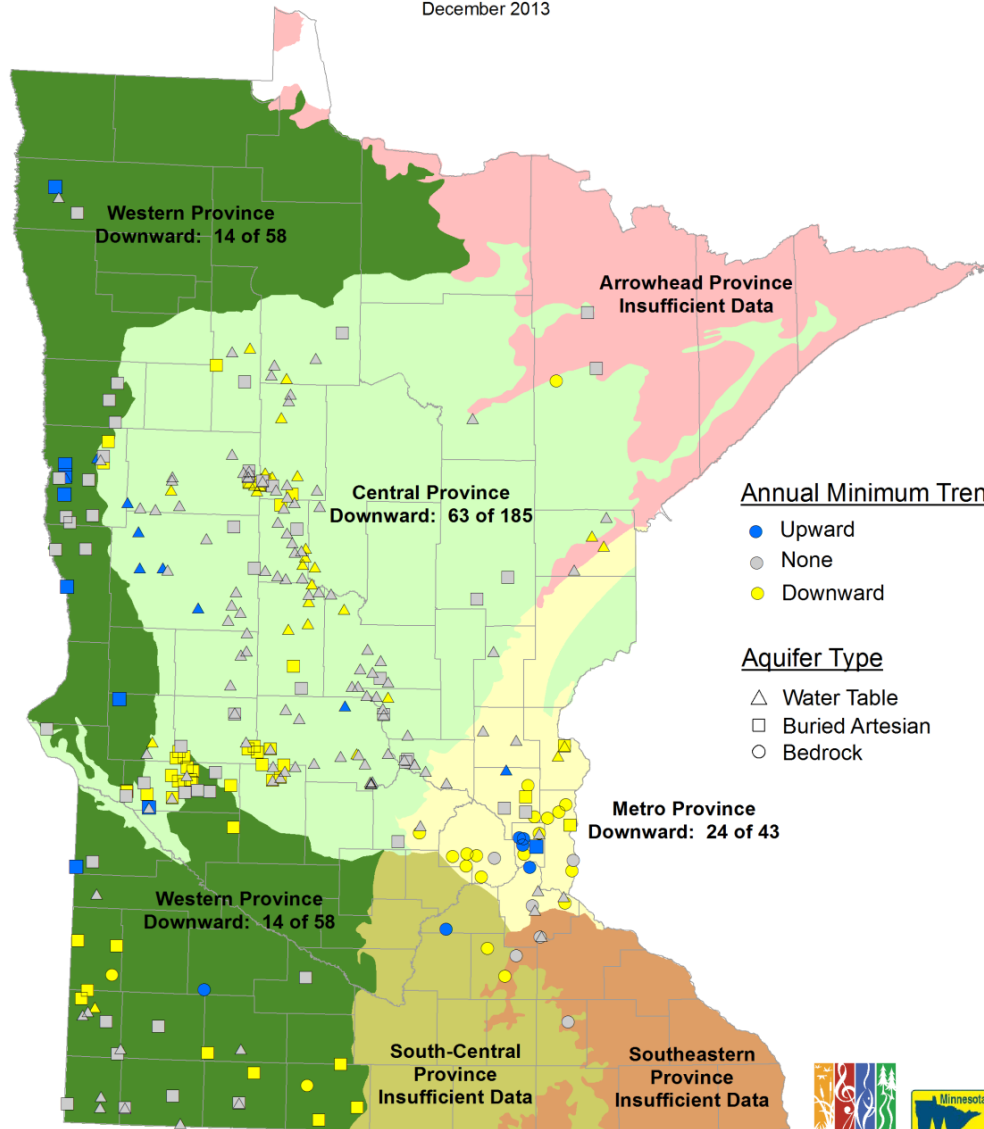 December 2013
Western Province
Downward: 14 of 58
Arrowhead Province
Insufficient Data
Central Province
Downward: 63 of 185
Annual Minimum Tren
Upward
None
Downward
Aquifer Type
Water Table
Buried Artesian
Bedrock
Metro Province
Downward: 24 of 43
Western Province
Downward: 14 of 58
South-Central
Province
Insufficient Data
Southeastern
Province
Insufficient Data
Minnesota